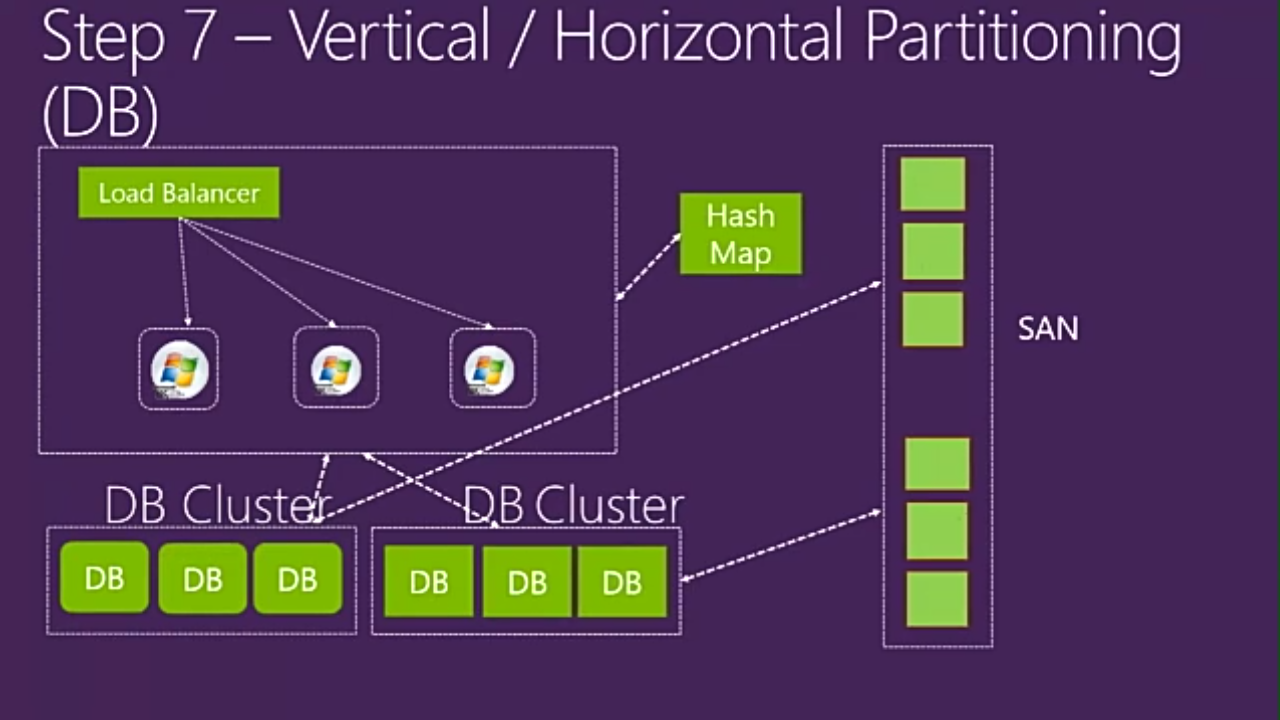 Step 7 – Vertical / Horizontal Partitioning
(DB)
Load Balancer
Hash
Map
SAN
DB Cluster
DB Cluster
DB
DB
DB
DB
DB
DB